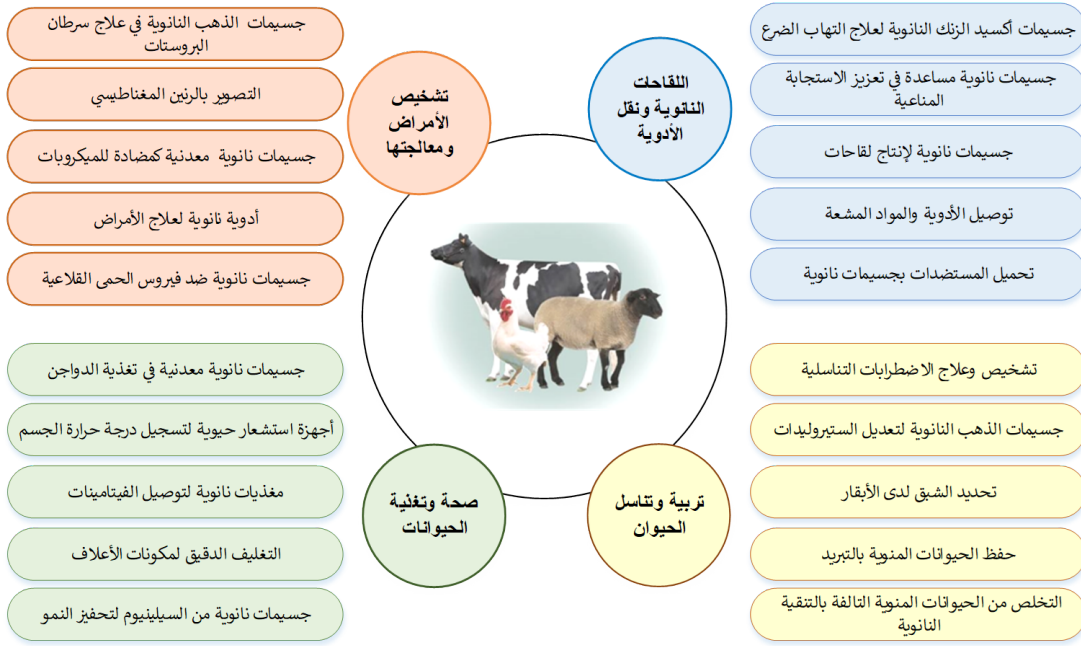 اللقاحات
النانوية ونقل
الأدوية
جسيمات أكسيد الزنك النانوية لعلاج التهاب الضرع
جسيمات نانوية مساعدة في تعزيز الاستجابة
المناعية
جسيمات نانوية لإنتاج لقاحات
توصيل الأدوية والمواد المشعة
تحميل المستضدات بجسيمات نانوية
تشخيص
الأمراض
ومعالجتها
جسيمات الذهب النانوية في علاج سرطان
البروستات
التصوير بالرنين المغناطيسي
جسيمات نانوية معدنية كمضادة للميكروبات
أدوية نانوية لعلاج الأمراض
جسيمات نانوية ضد فيروس الحمى القلاعية
تربية وتناسل
الحيوان
تشخيص وعلاج الاضطرابات التناسلية
جسيمات الذهب النانوية لتعديل الستيروليدات
تحديد الشبق لدى الأبقار
حفظ الحيوانات المنوية بالتبريد
التخلص من الحيوانات المنوية التالفة بالتنقية
النانوية
صحة وتغذية
الحيوانات
جسيمات نانوية معدنية في تغذية الدواجن
أجهزة استشعار حيوية لتسجيل درجة حرارة الجسم
مغذيات نانوية لتوصيل الفيتامينات
التغليف الدقيق لمكونات الأعلاف
جسيمات نانوية من السيلينيوم لتحفيز النمو